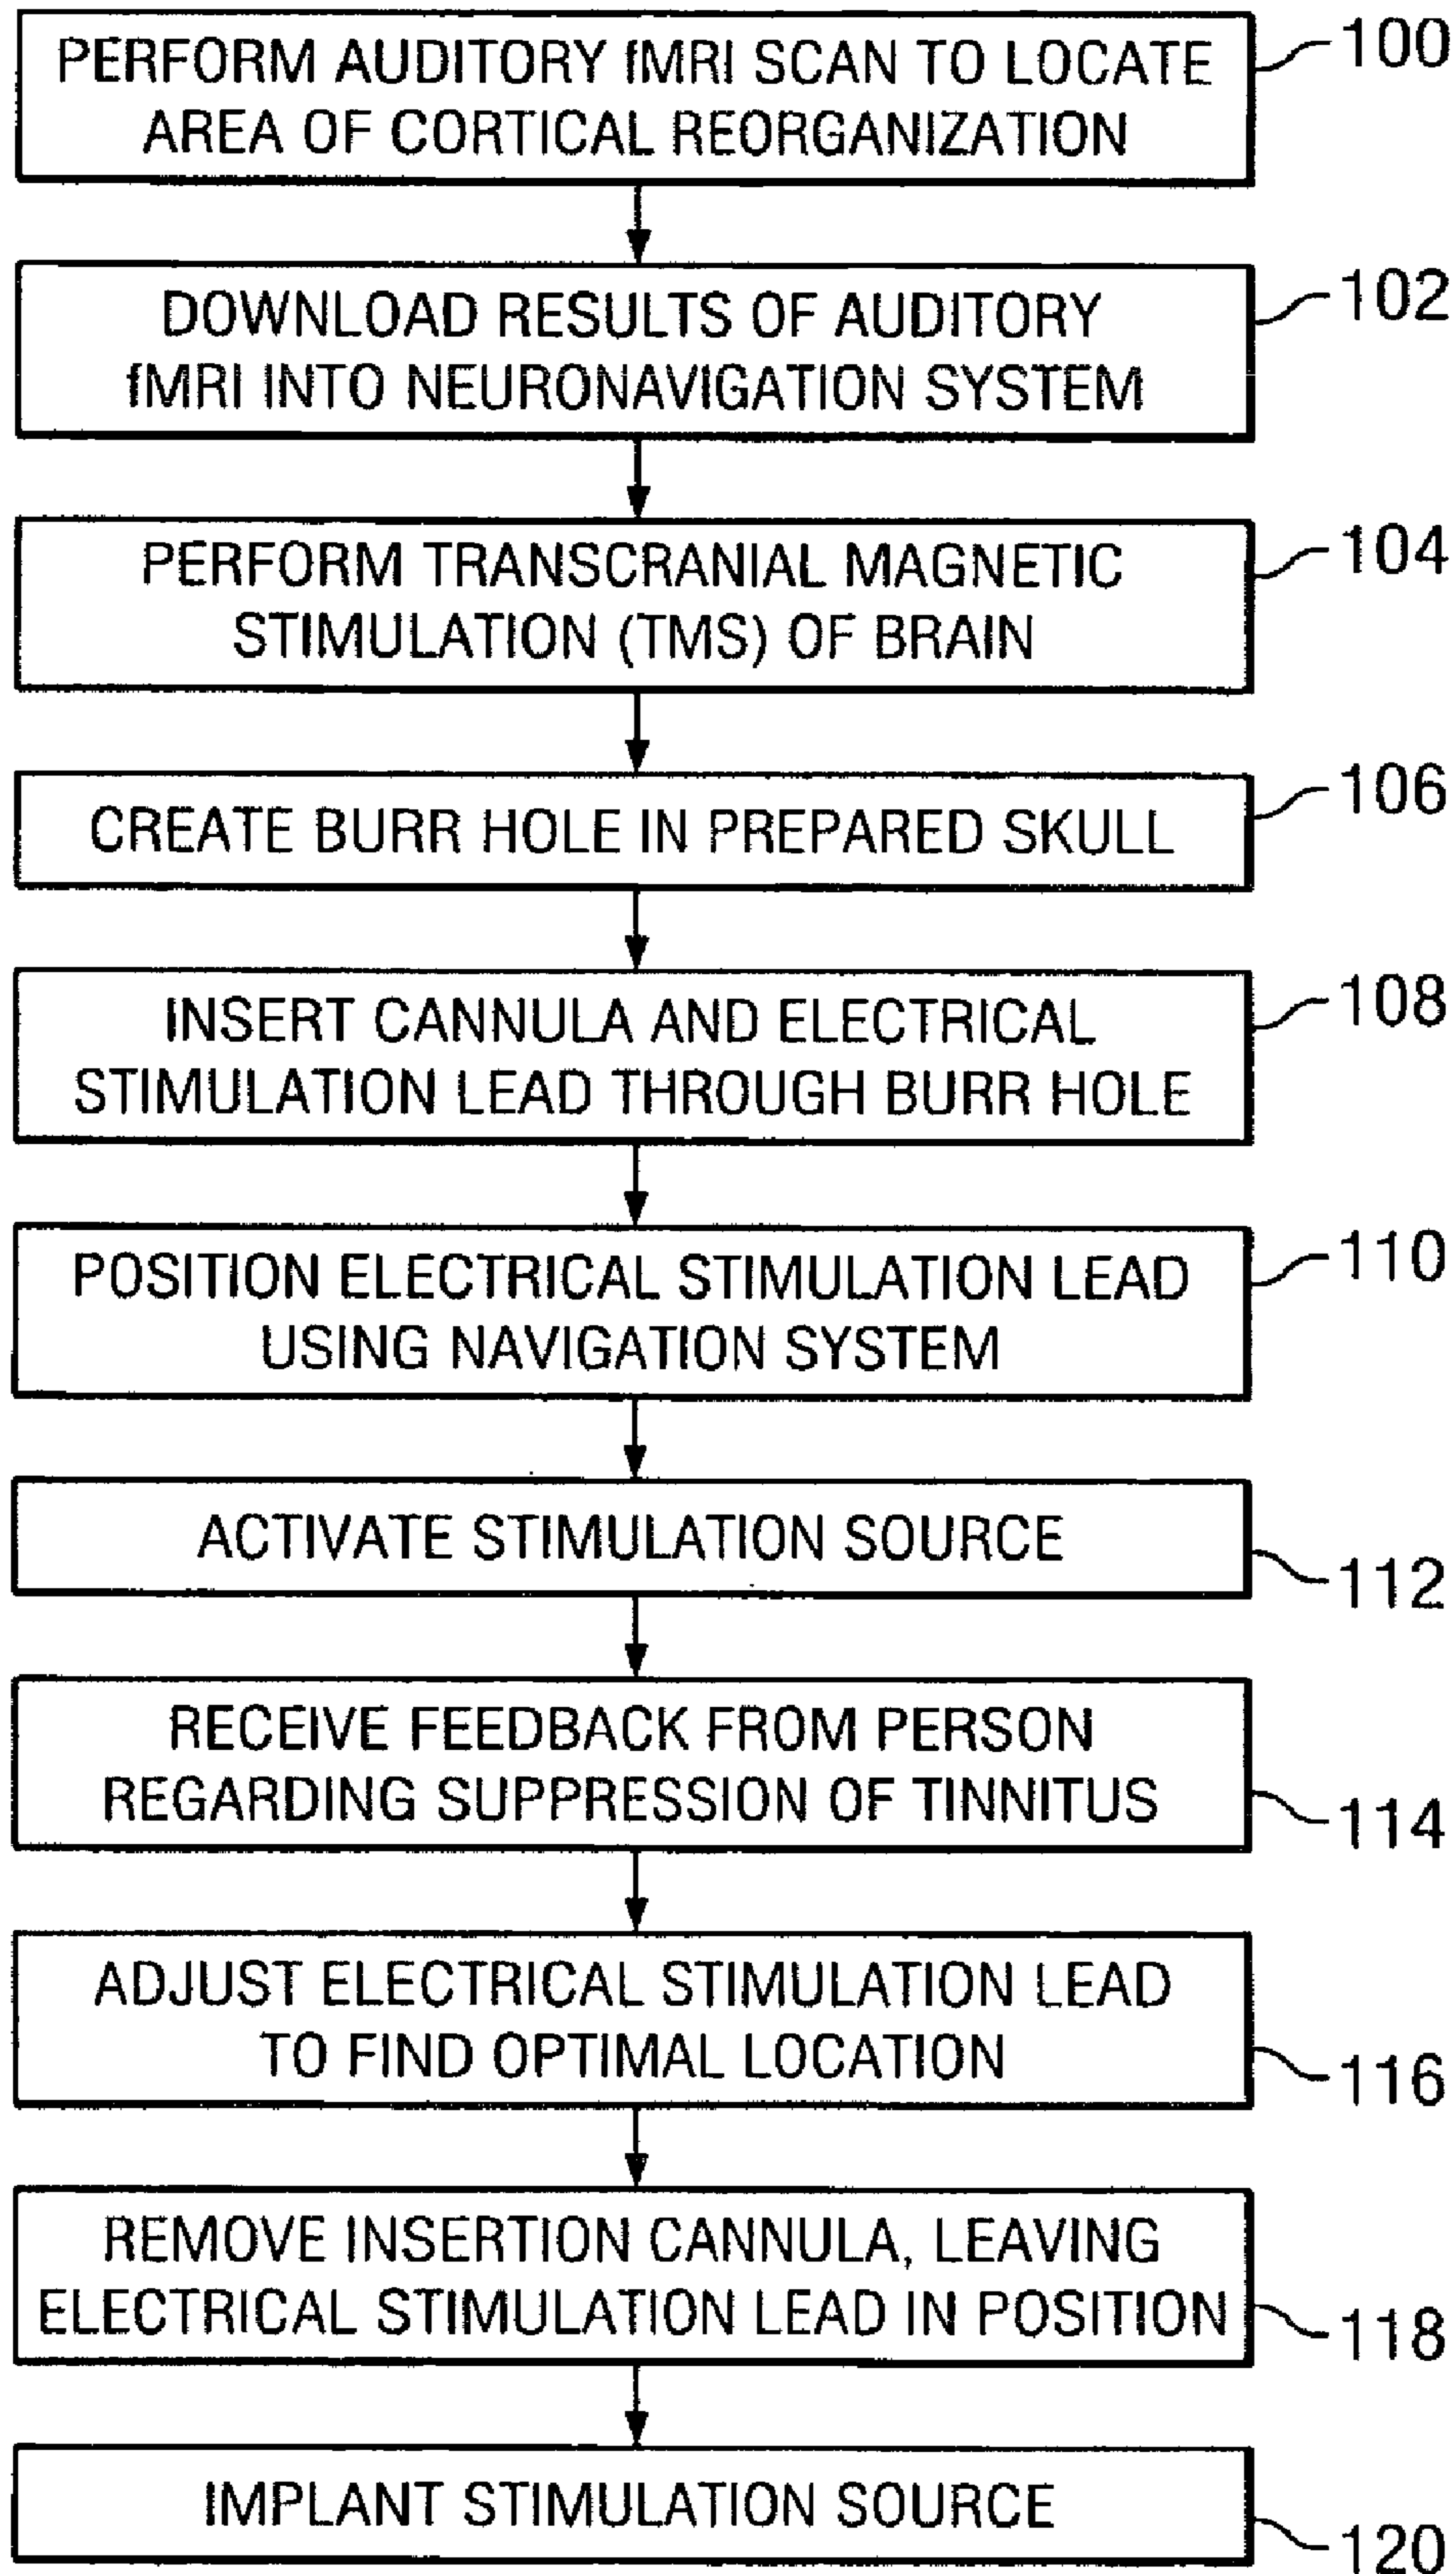 PERFORM AUDITORY fMRI SCAN TO LOCATE
AREA OF CORTICAL REORGANIZATION
100
DOWNLOAD RESULTS OF AUDITORY
fMRI INTO NEURONAVIGATION SYSTEM
102
PERFORM TRANSCRANIAL MAGNETIC
STIMULATION (TMS) OF BRAIN
104
CREATE BURR HOLE IN PREPARED SKULL
106
INSERT CANNULA AND ELECTRICAL
STIMULATION LEAD THROUGH BURR HOLE
108
POSITION ELECTRICAL STIMULATION LEAD
USING NAVIGATION SYSTEM
110
ACTIVATE STIMULATION SOURCE
112
RECEIVE FEEDBACK FROM PERSON
REGARDING SUPPRESSION OF TINNITUS
114
ADJUST ELECTRICAL STIMULATION LEAD
TO FIND OPTIMAL LOCATION
116
REMOVE INSERTION CANNULA, LEAVING
ELECTRICAL STIMULATION LEAD IN POSITION
118
IMPLANT STIMULATION SOURCE
120